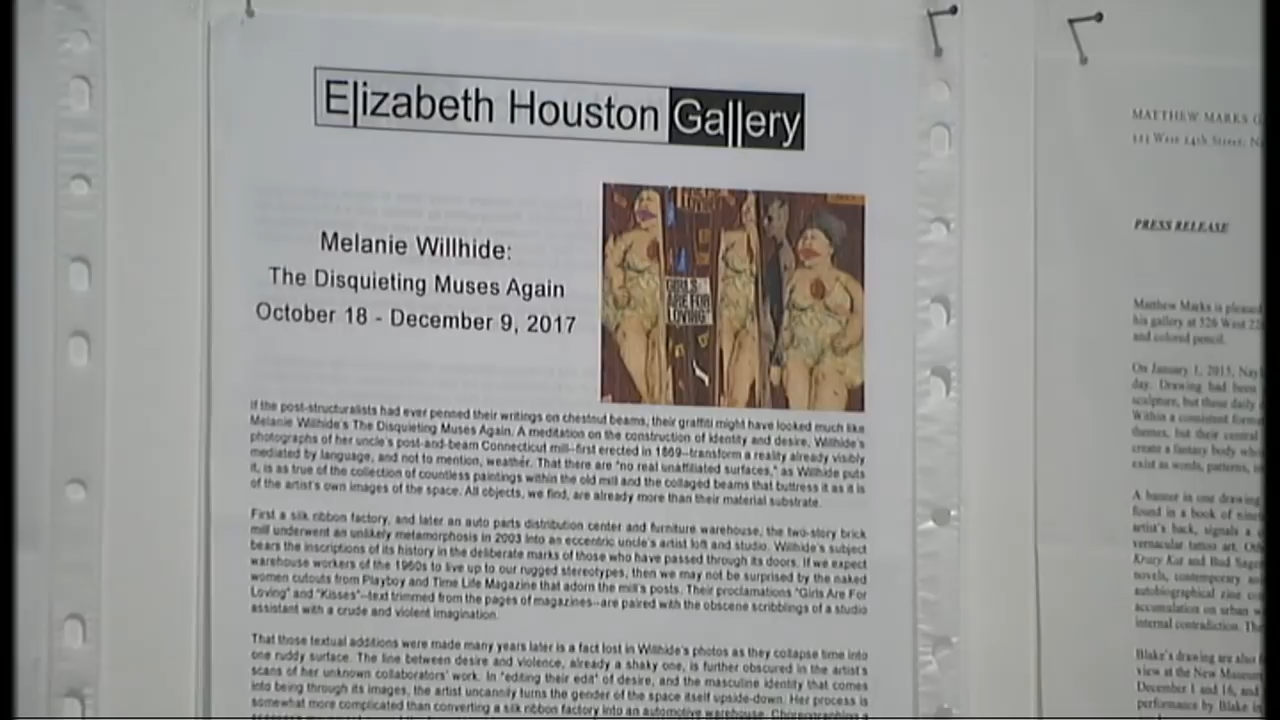 Elizabeth Houston Gallery
Melanie Willhide:
The Disquieting Muses Again
October 18 - December 9, 2017
GIRLS
ARE FOR
LOVING"
If the post-structuralists had ever penned their writings on chestnut beams, their graffiti might have looked much like
Melanie Willhide's The Disquieting Muses Again. A meditation on the construction of identity and desire, Willhide's
photographs of her uncle's post-and-beam Connecticut mill--first erected in 1869--transform a reality already visibly
mediated by language, and not to mention, weather. That there are "no real unaffiliated surfaces," as Willhide puts
it, is as true of the collection of countless paintings within the old mill and the collaged beams that buttress it as it is
of the artist's own images of the space. All objects, we find, are already more than their material substrate.
First a silk ribbon factory, and later an auto parts distribution center and furniture warehouse, the two-story brick
mill underwent an unlikely metamorphosis in 2003 into an eccentric uncle's artist loft and studio. Willhide's subject
bears the inscriptions of its history in the deliberate marks of those who have passed through its doors. If we expect
warehouse workers of the 1960s to live up to our rugged stereotypes, then we may not be surprised by the naked
women cutouts from Playboy and Time Life Magazine that adorn the mill's posts. Their proclamations "Girls Are For
Loving" and "Kisses"--text trimmed from the pages of magazines--are paired with the obscene scribblings of a studio
assistant with a crude and violent imagination.
That those textual additions were made many years later is a fact lost in Willhide's photos as they collapse time into
one ruddy surface. The line between desire and violence, already a shaky one, is further obscured in the artist's
scans of her unknown collaborators' work. In "editing their edit" of desire, and the masculine identity that comes
into being through its images, the artist uncannily turns the gender of the space itself upside-down. Her process is
somewhat more complicated than converting a silk ribbon factory into an automotive warehouse. Choreographing a
MATTHEW MARKS G
West 24th Street, N
PRESS RELEASE
Matthew Marks is pleased
his gallery at 526 West 22
and colored pencil.
On January 1, 2015, Nay
day. Drawing had been
sculpture, but these daily
Within a consistent format
themes, but their central
create a fantasy body who
exist as words, patterns,
A banner in one drawing
found in a book of nine
artist's back, signals a
vernacular tattoo art.
Krazy Kat and Bud
novels, contemporary
autobiographical zine
accumulation on urban w
internal contradiction. The
Blake's drawing are also
view at the New Museum
December 1 and 16, and
performance by Blake in